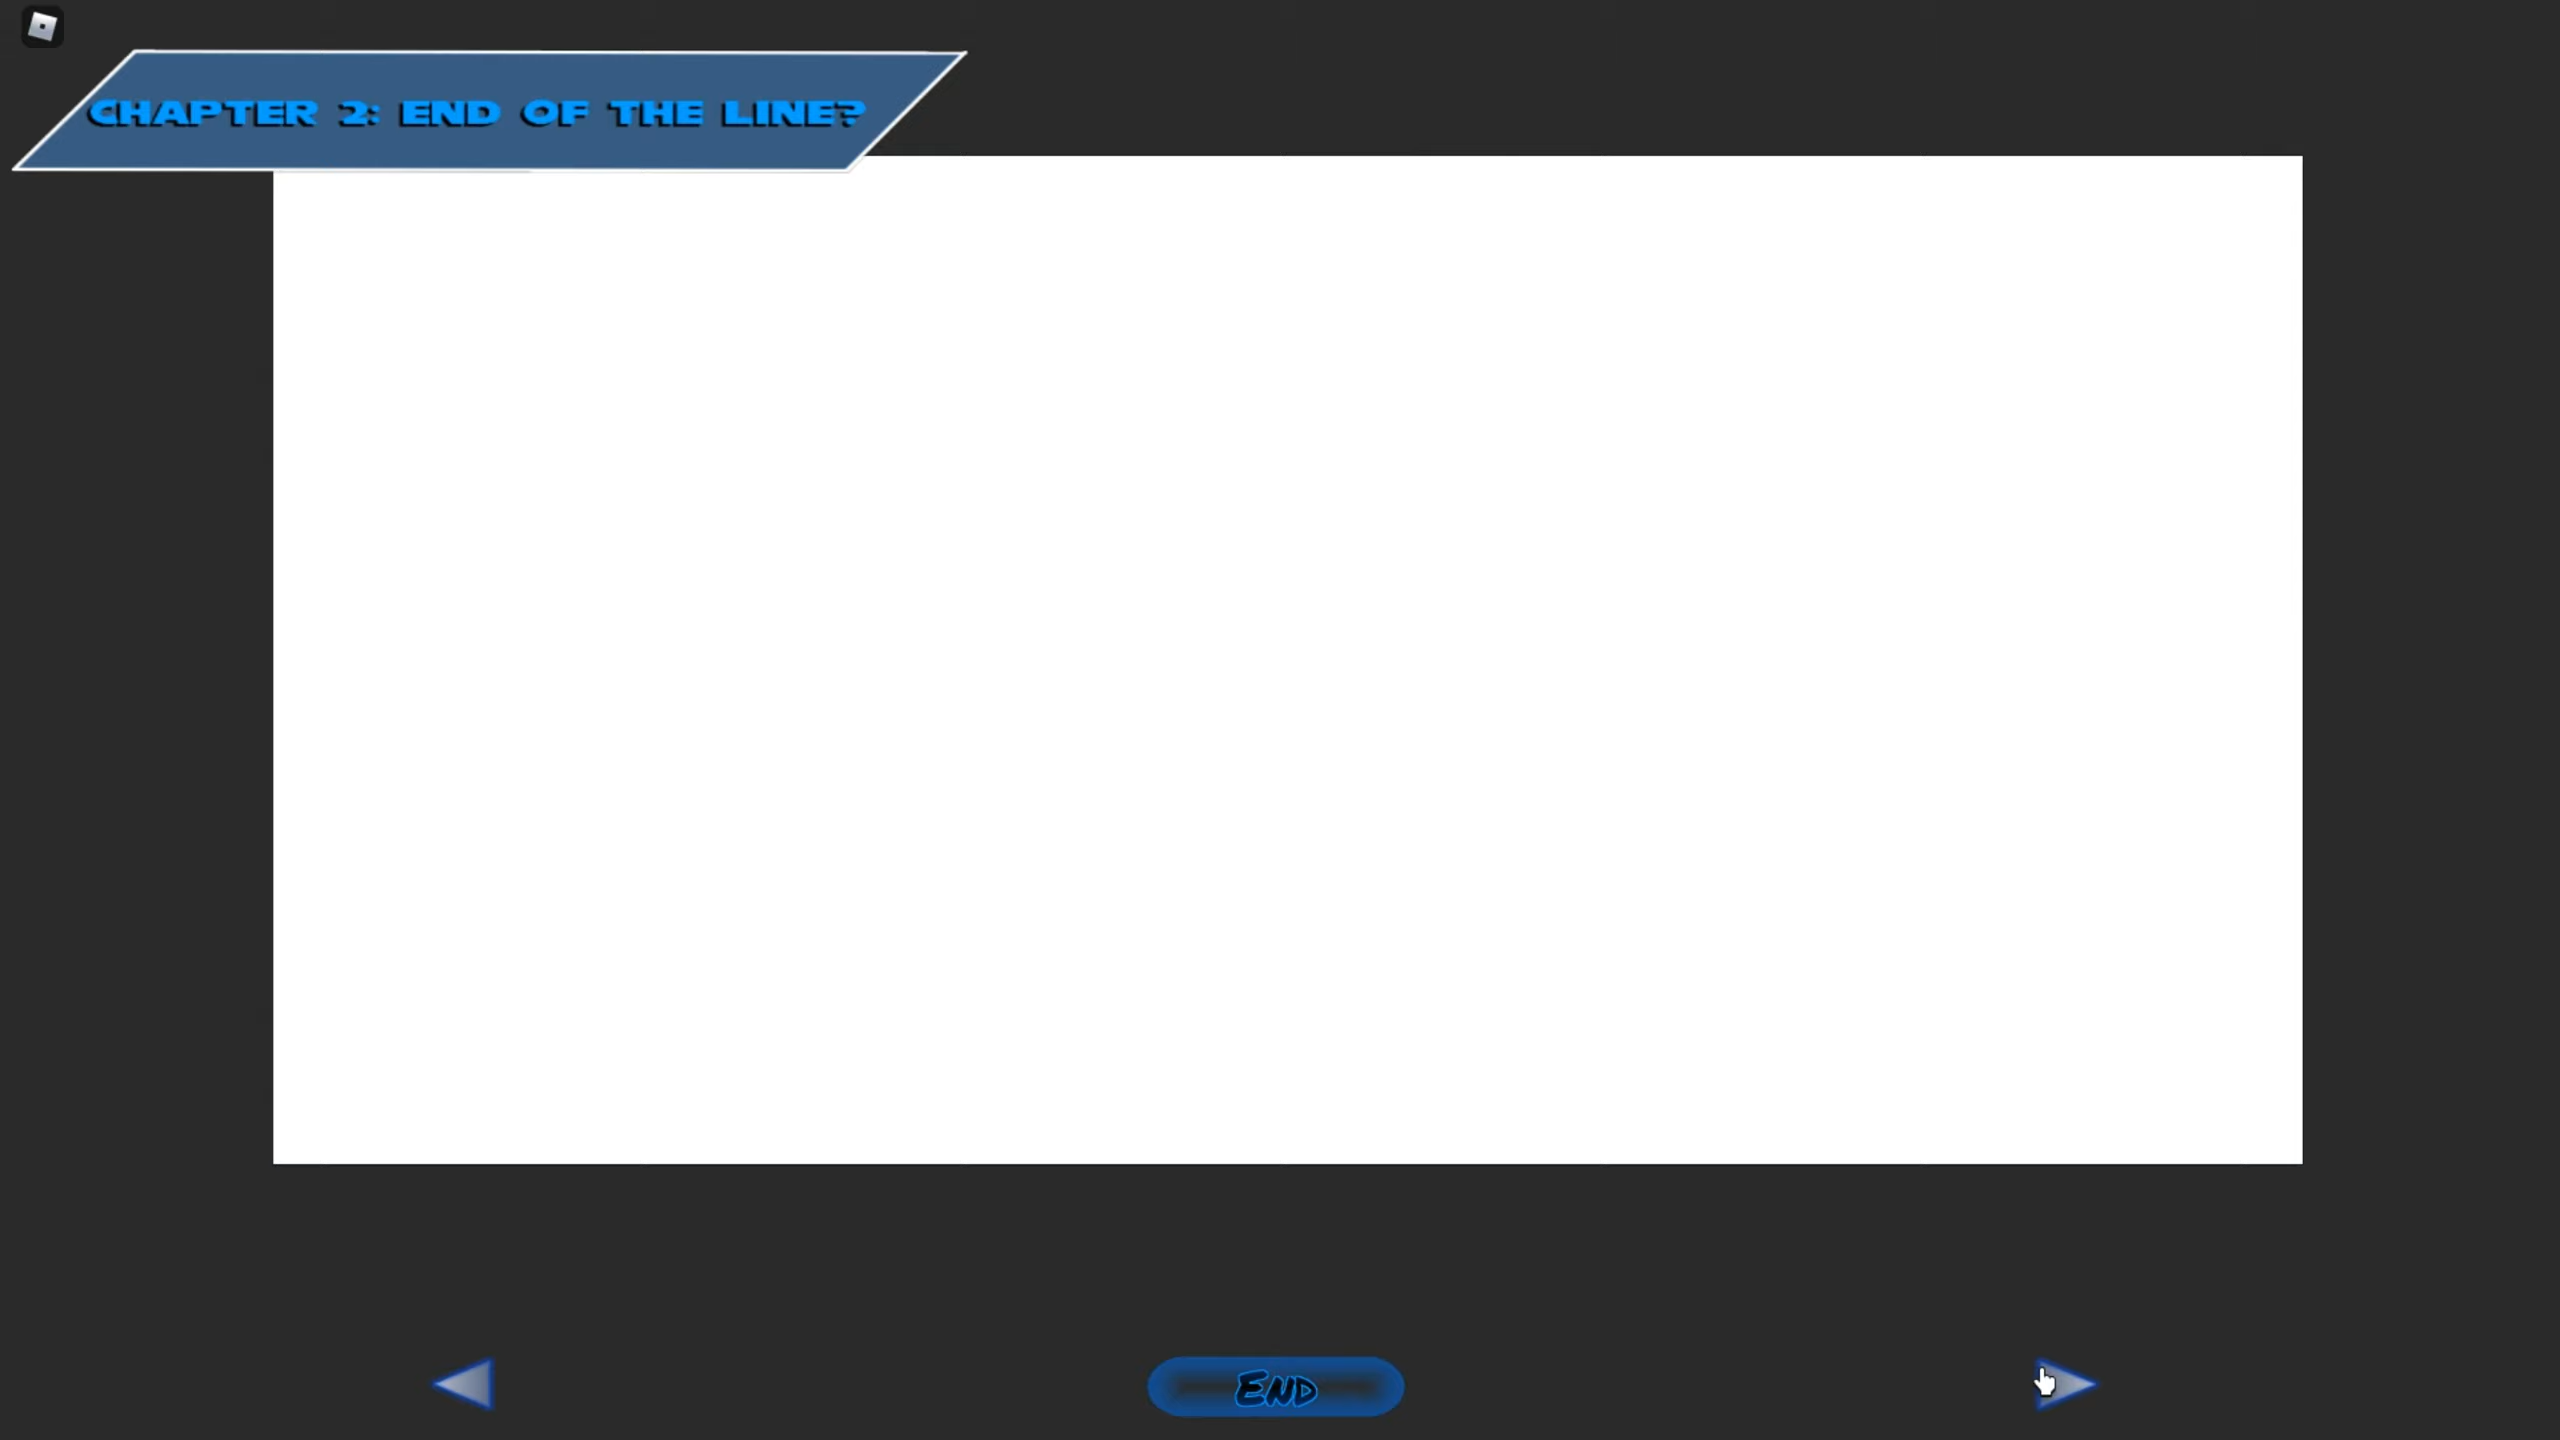 CHAPTER 2: END OF THE LINE?
END